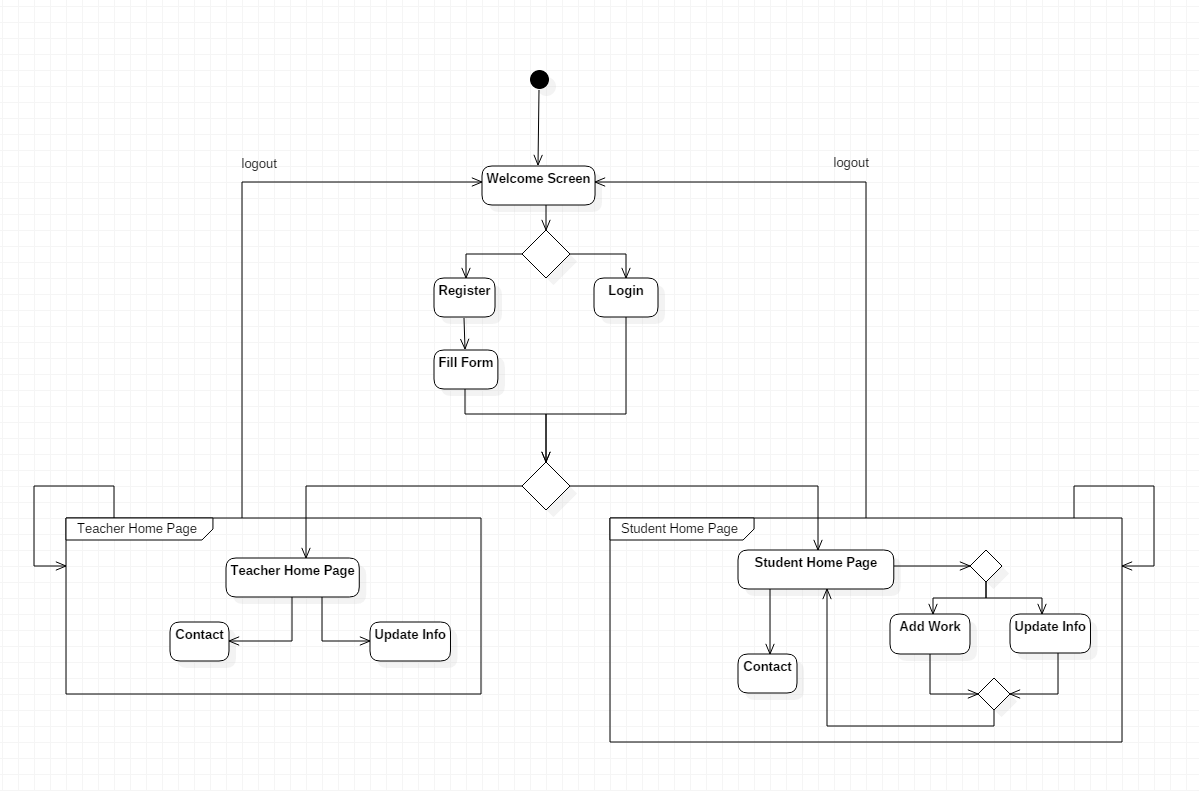 logout
logout
Welcome Screen
Register
Login
Fill Form
Teacher Home Page
Teacher Home Page
Contact
Update Info
Student Home Page
Student Home Page
Add Work
Update Info
Contact